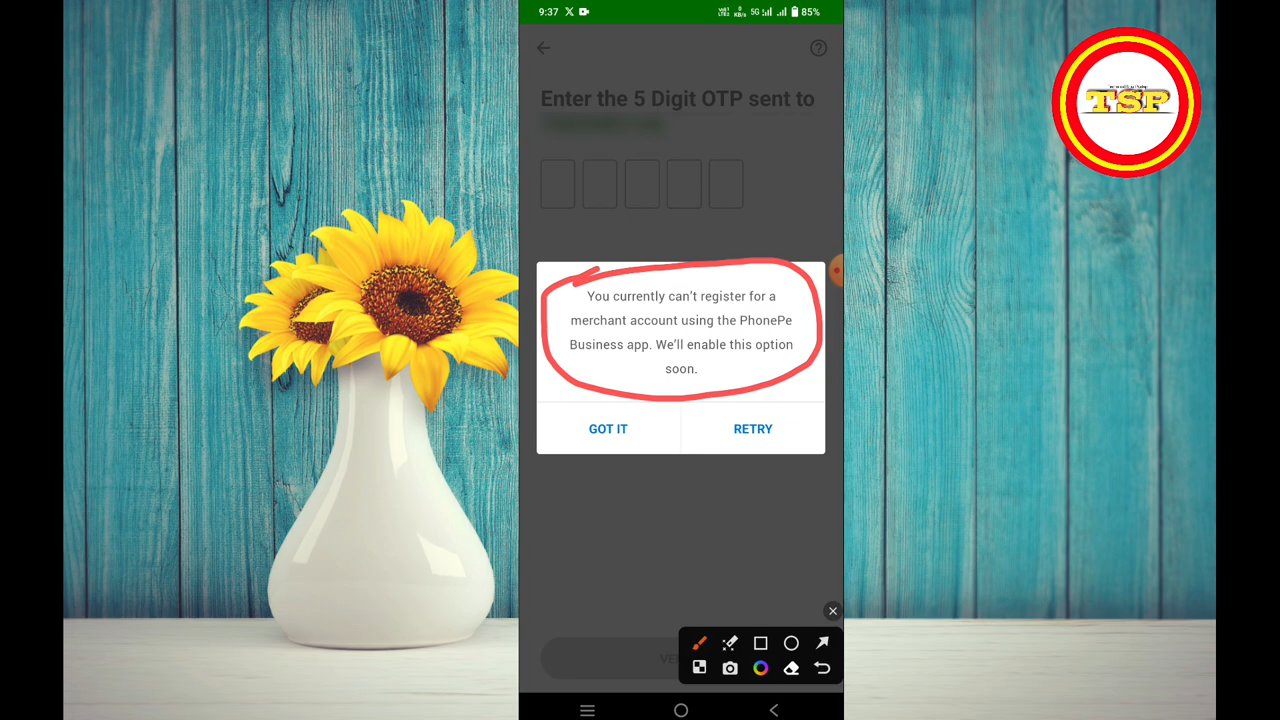 9:37
5G 85%
Enter the 5 Digit OTP sent to
You currently can't register for a
merchant account using the PhonePe
Business app. We'll enable this option
soon.
GOT IT RETRY
TSP